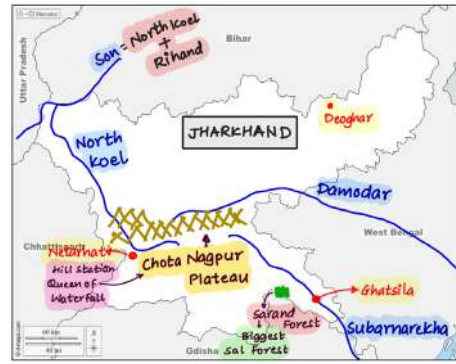 Bihar
Son = North Koel
+
Rihand
Uttar Pradesh
North
Koel
JHARKHAND
Deoghar
Damodar
West Bengal
Chhattisgarh
Netarhat
Hill Station
Queen of
Waterfall
Chota Nagpur
Plateau
Ghatsila
Sarand
Forest
Biggest
Sal Forest
Subarnarekha
Odisha